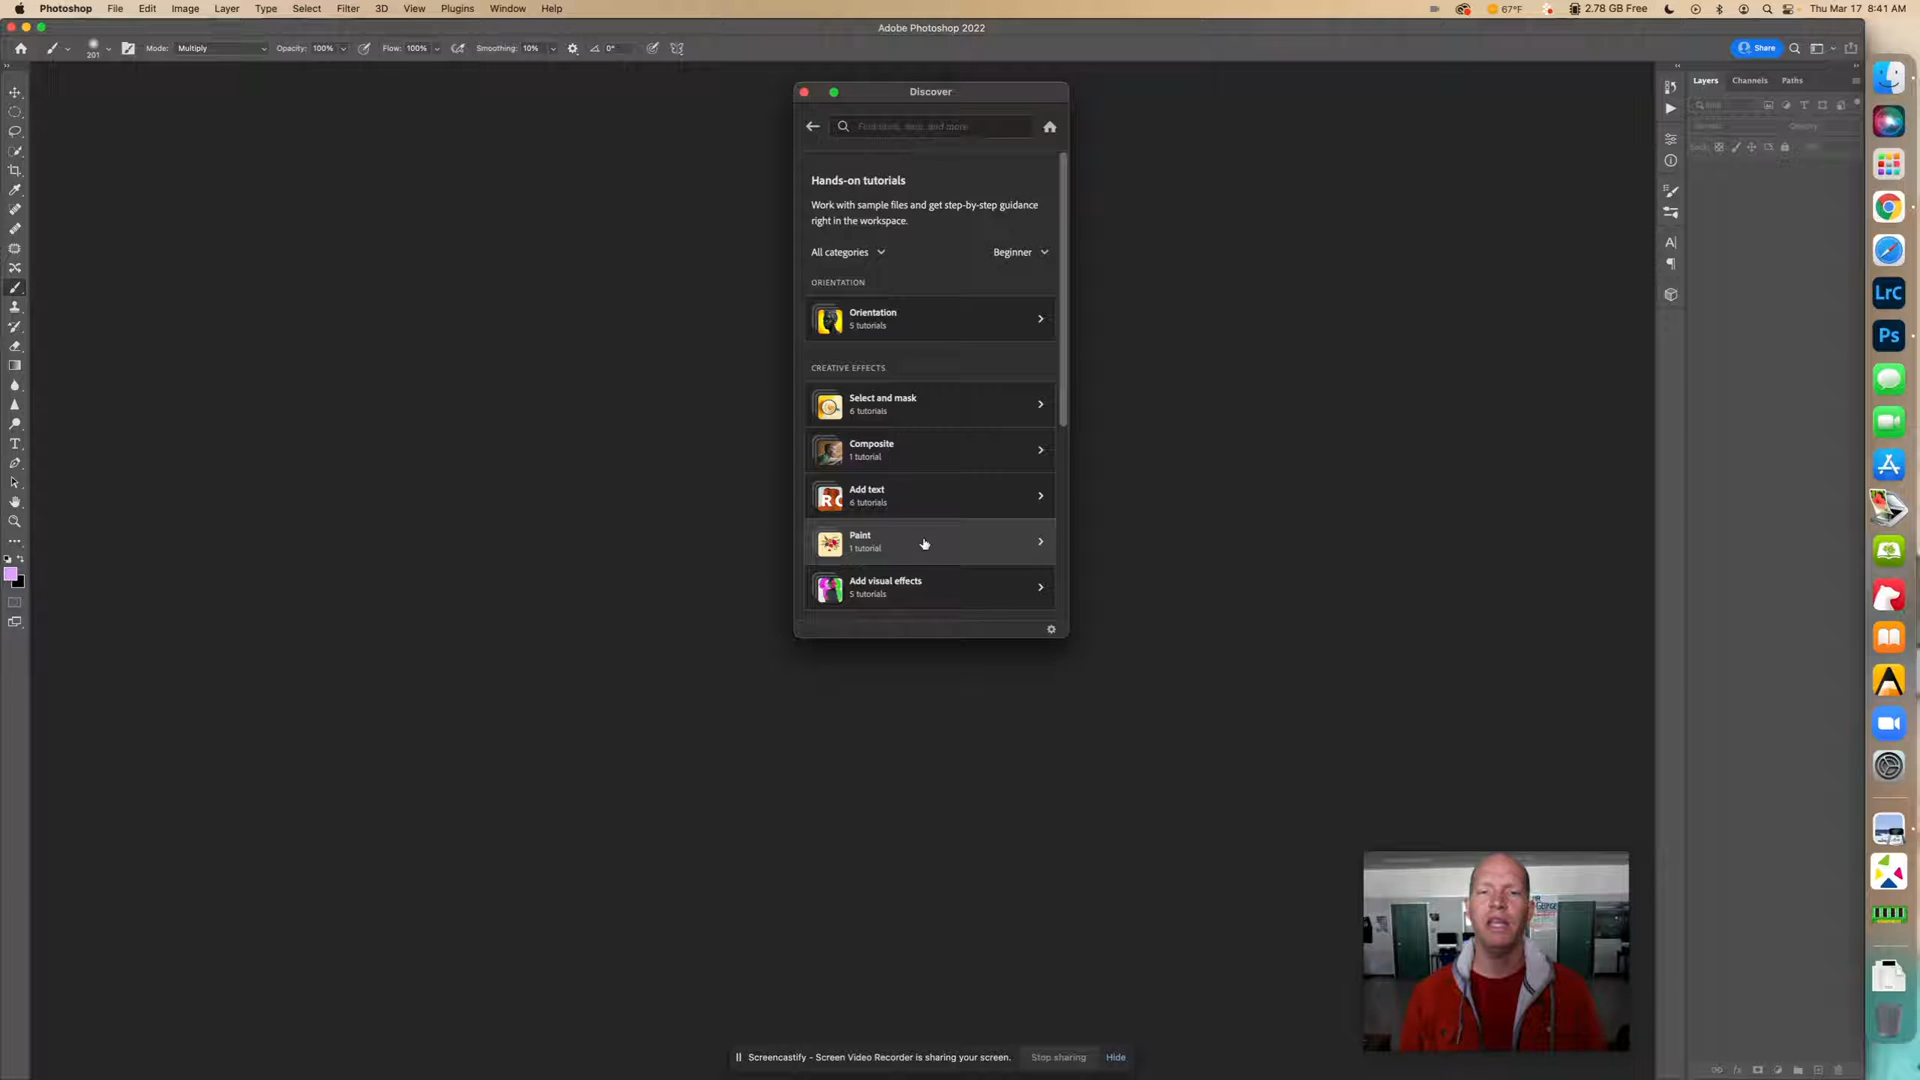 Photoshop File Edit Image Layer Type Select Filter 3D View Plugins Window Help
67°F 2.78 GB Free Thu Mar 17 8:41 AM
Adobe Photoshop 2022
201 Mode: Multiply Opacity: 100% Flow: 100% Smoothing: 10% 0° Share
Layers Channels Paths
Discover
Hands-on tutorials
Work with sample files and get step-by-step guidance
right in the workspace.
All categories Beginner
ORIENTATION
Orientation
5 tutorials
CREATIVE EFFECTS
Select and mask
6 tutorials
Composite
1 tutorial
Add text
6 tutorials
Paint
1 tutorial
Add visual effects
5 tutorials
LrC
Ps
Screencastify - Screen Video Recorder is sharing your screen. Stop sharing Hide